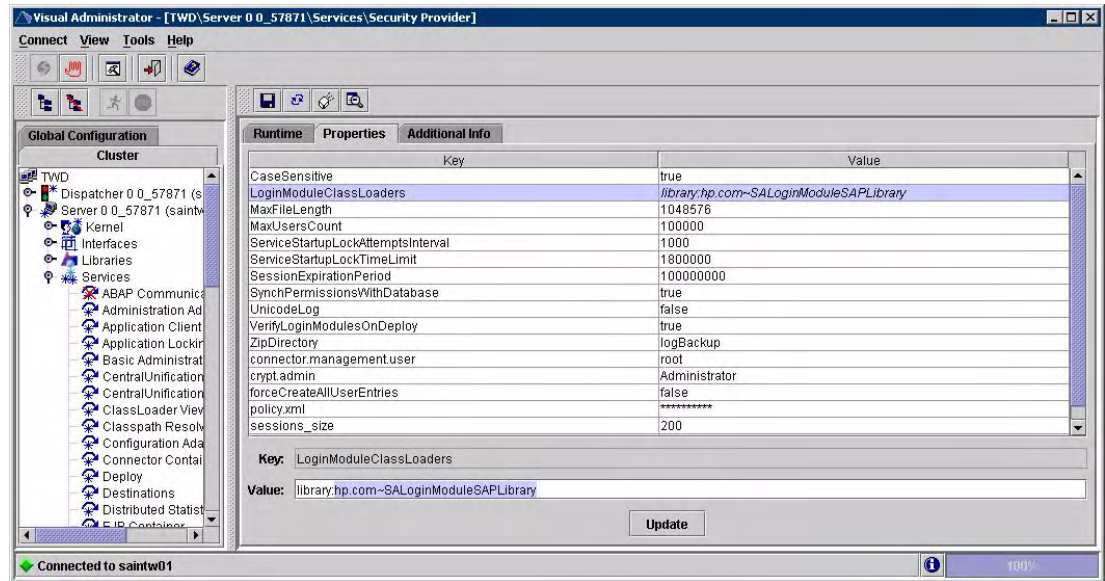 Visual Administrator - [TWD\Server 0 0_57871\Services\Security Provider]
Connect View Tools Help
Global Configuration
Cluster
TWD
Dispatcher 0 0_57871 (s
Server 0 0_57871 (saintw
Kernel
Interfaces
Libraries
Services
ABAP Communica
Administration Ad
Application Client
Application Lockin
Basic Administrat
CentralUnification
CentralUnification
ClassLoader View
Classpath Resolv
Configuration Ada
Connector Contai
Deploy
Destinations
Distributed Statist
EJB Container
Runtime Properties Additional Info
Key Value
CaseSensitive true
LoginModuleClassLoaders library:hp.com~SALoginModuleSAPLibrary
MaxFileLength 1048576
MaxUsersCount 100000
ServiceStartupLockAttemptsInterval 1000
ServiceStartupLockTimeLimit 1800000
SessionExpirationPeriod 100000000
SynchPermissionsWithDatabase true
UnicodeLog false
VerifyLoginModulesOnDeploy true
ZipDirectory logBackup
connector.management.user root
crypt.admin Administrator
forceCreateAllUserEntries false
policy.xml **********
sessions_size 200
Key: LoginModuleClassLoaders
Value: library:hp.com~SALoginModuleSAPLibrary
Update
Connected to saintw01 100%